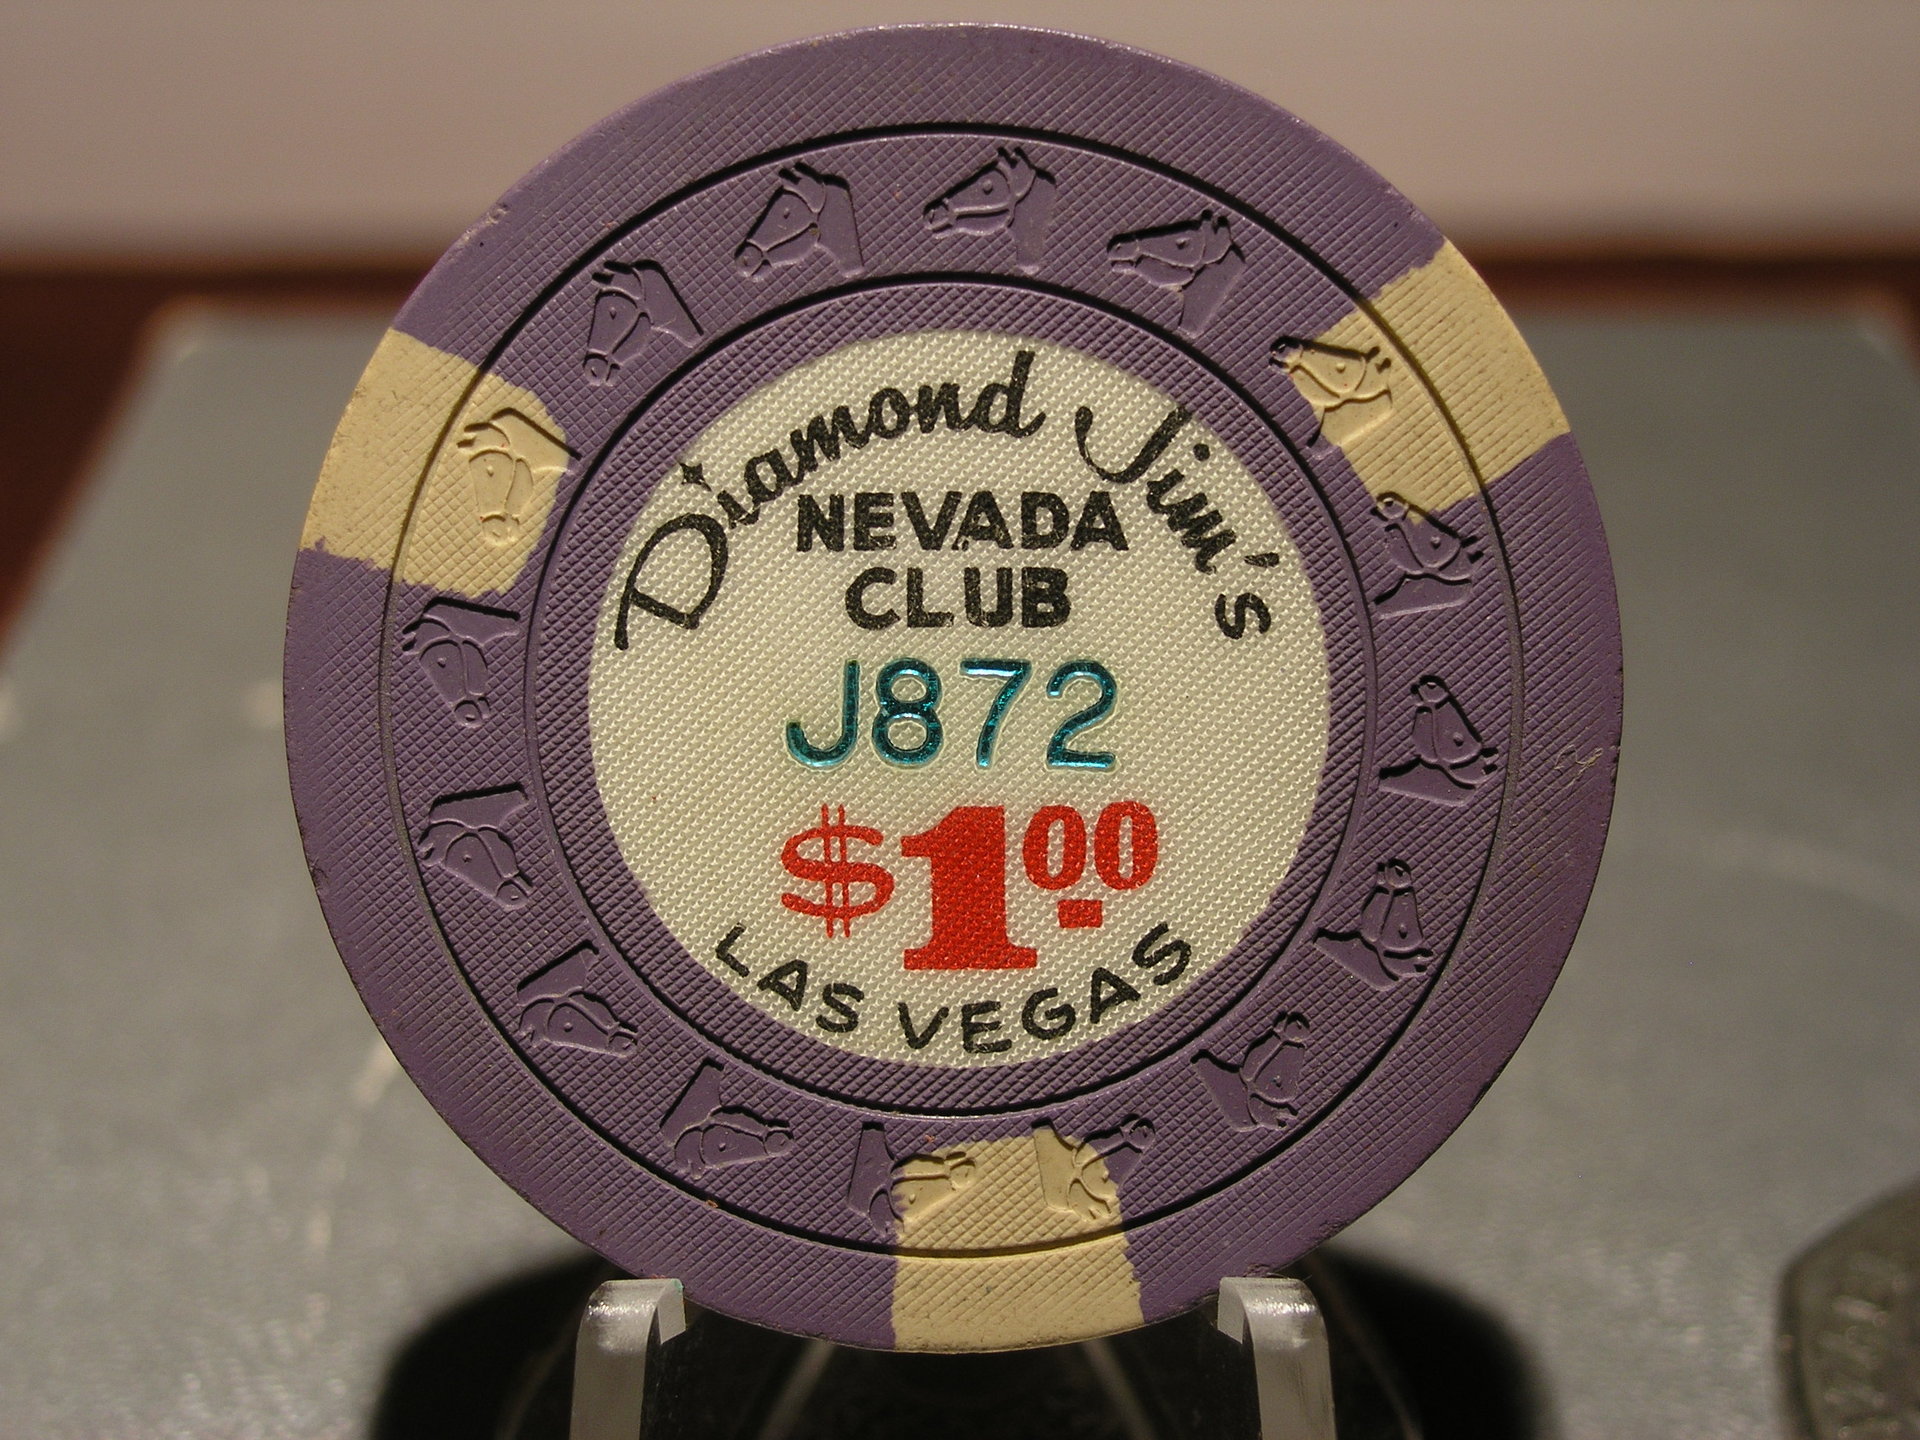 Diamond Jim's
NEVADA
CLUB
J872
$1.00
LAS VEGAS